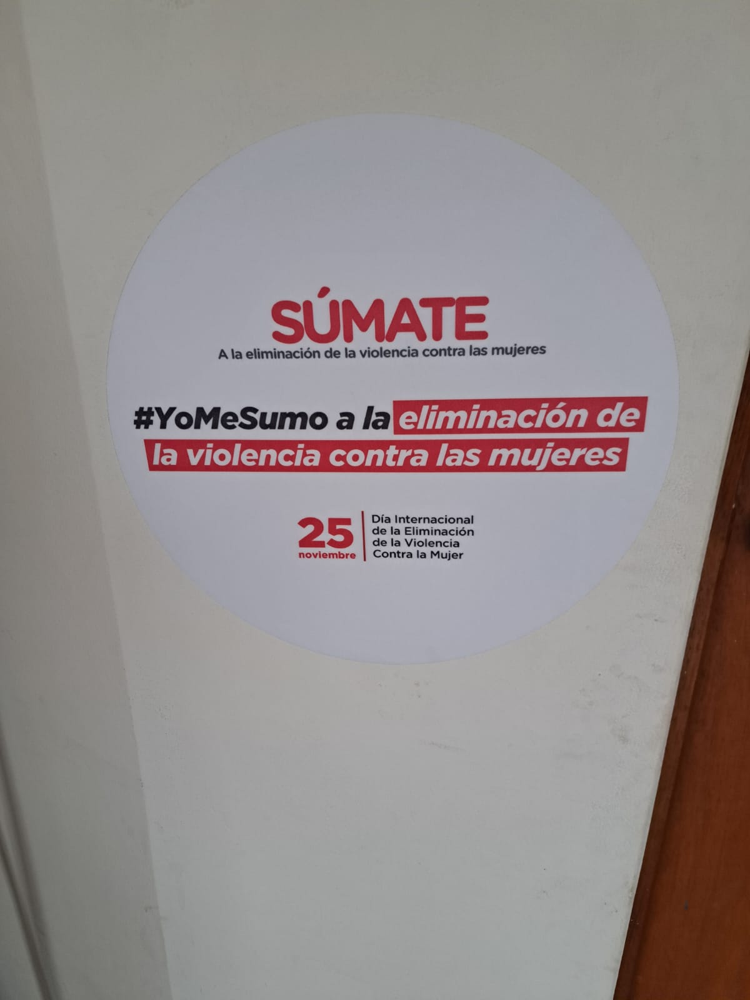 SÚMATE
A la eliminación de la violencia contra las mujeres
#YoMeSumo a la eliminación de
la violencia contra las mujeres
25
noviembre
Día Internacional
de la Eliminación
de la Violencia
Contra la Mujer